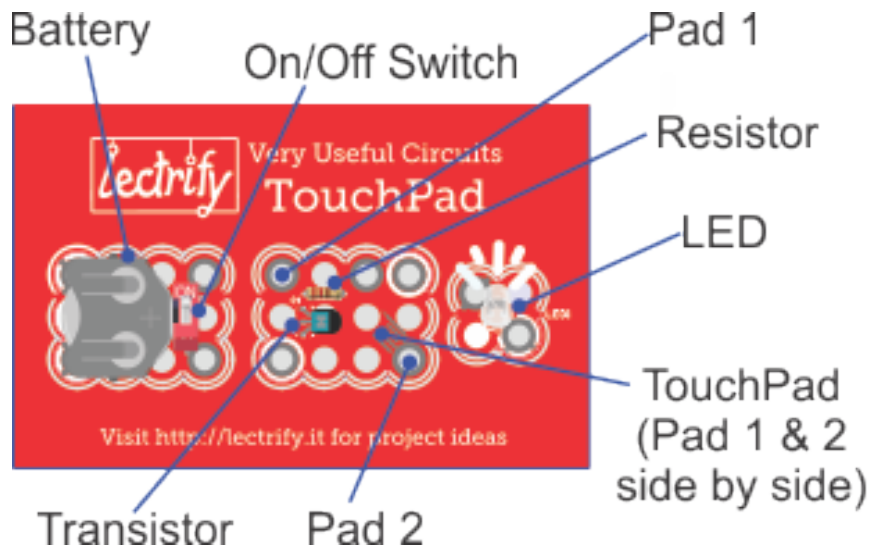 Battery
Pad 1
On/Off Switch
Resistor
lectrify
Very Useful Circuits
TouchPad
LED
ON
TouchPad
(Pad 1 & 2
side by side)
Visit http://lectrify.it for project ideas
Transistor
Pad 2